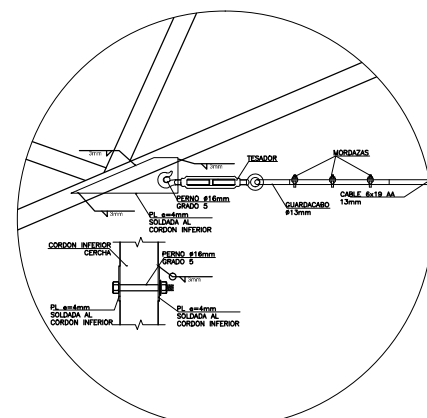 3mm
3mm
TESADOR
MORDAZAS
PERNO ø16mm
GRADO 5
CABLE 6x19 AA
13mm
GUARDACABO
ø13mm
3mm
PL e=4mm
SOLDADA AL
CORDON INFERIOR
CORDON INFERIOR
CERCHA
PERNO ø16mm
GRADO 5
3mm
PL e=4mm
SOLDADA AL
CORDON INFERIOR
PL e=4mm
SOLDADA AL
CORDON INFERIOR